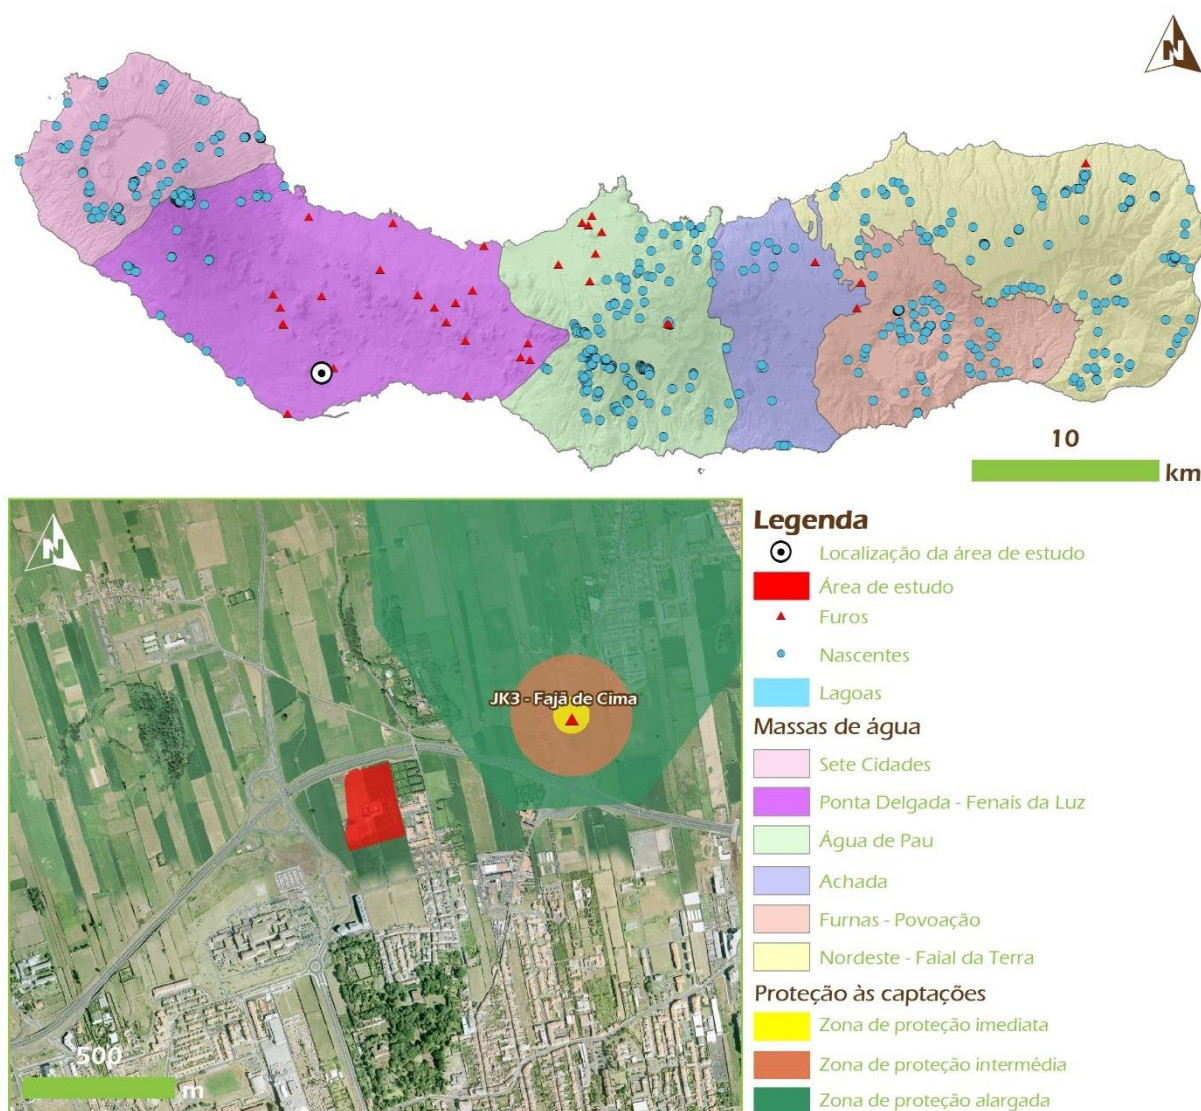 N
10
km
N
JK3 - Fajã de Cima
500
m
Legenda
Localização da área de estudo
Área de estudo
Furos
Nascentes
Lagoas
Massas de água
Sete Cidades
Ponta Delgada - Fenais da Luz
Água de Pau
Achada
Furnas - Povoação
Nordeste - Faial da Terra
Proteção às captações
Zona de proteção imediata
Zona de proteção intermédia
Zona de proteção alargada